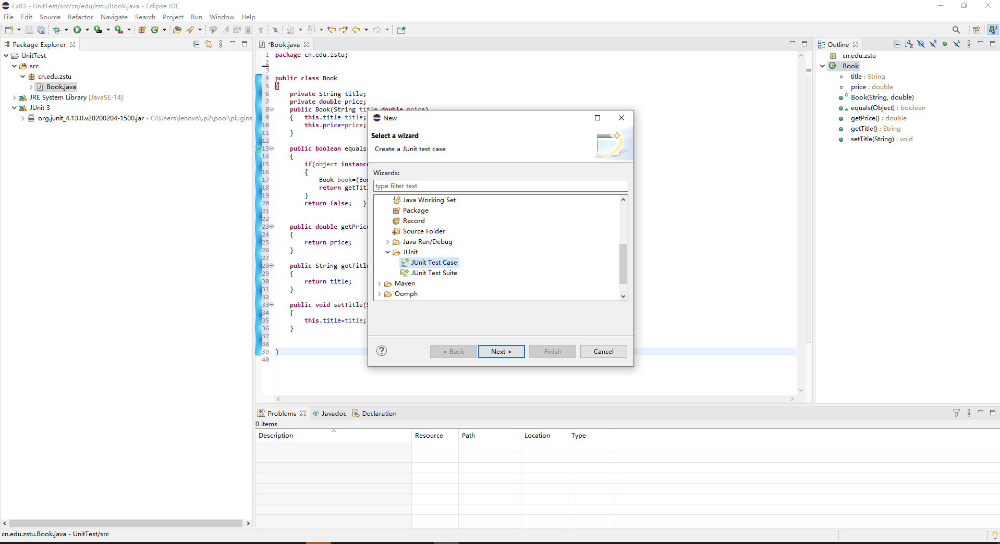 Ex03 - UnitTest/src/cn/edu/zstu/Book.java - Eclipse IDE
File Edit Source Refactor Navigate Search Project Run Window Help
Package Explorer
UnitTest
src
cn.edu.zstu
Book.java
JRE System Library [JavaSE-14]
JUnit 3
org.junit_4.13.0.v20200204-1500.jar - C:\Users\lenovo\.p2\pool\plugins
*Book.java
1 package cn.edu.zstu;
2
3
4 public class Book
5 {
6 private String title;
7 private double price;
8 public Book(String title,double price)
9 { this.title=title;
10 this.price=price;
11 }
12
13 public boolean equals(
14 {
15 if(object instanc
16 {
17 Book book=(Boo
18 return getTitl
19 }
20 return false; }
21
22
23 public double getPrice
24 {
25 return price;
26 }
27
28 public String getTitle
29 {
30 return title;
31 }
32
33 public void setTitle(S
34 {
35 this.title=title;
36 }
37
38
39 }
40
New
Select a wizard
Create a JUnit test case
Wizards:
type filter text
Java Working Set
Package
Record
Source Folder
Java Run/Debug
JUnit
JUnit Test Case
JUnit Test Suite
Maven
Oomph
< Back Next > Finish Cancel
Outline
cn.edu.zstu
Book
title : String
price : double
Book(String, double)
equals(Object) : boolean
getPrice() : double
getTitle() : String
setTitle(String) : void
Problems @ Javadoc Declaration
0 items
Description Resource Path Location Type
cn.edu.zstu.Book.java - UnitTest/src